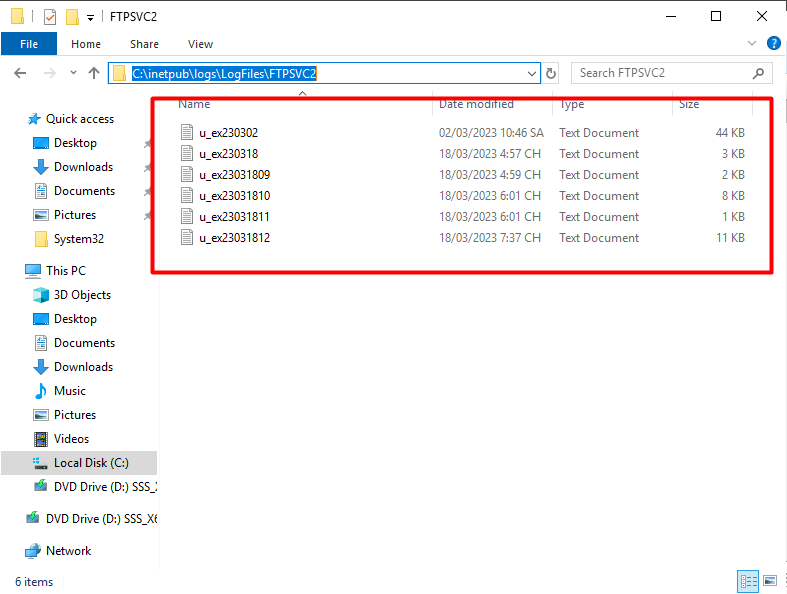 FTPSVC2
File Home Share View
C:\inetpub\logs\LogFiles\FTPSVC2
Search FTPSVC2
Quick access
Desktop
Downloads
Documents
Pictures
System32
This PC
3D Objects
Desktop
Documents
Downloads
Music
Pictures
Videos
Local Disk (C:)
DVD Drive (D:) SSS_X
DVD Drive (D:) SSS_X6
Network
Name Date modified Type Size
u_ex230302 02/03/2023 10:46 SA Text Document 44 KB
u_ex230318 18/03/2023 4:57 CH Text Document 3 KB
u_ex23031809 18/03/2023 4:59 CH Text Document 2 KB
u_ex23031810 18/03/2023 6:01 CH Text Document 8 KB
u_ex23031811 18/03/2023 6:01 CH Text Document 1 KB
u_ex23031812 18/03/2023 7:37 CH Text Document 11 KB
6 items